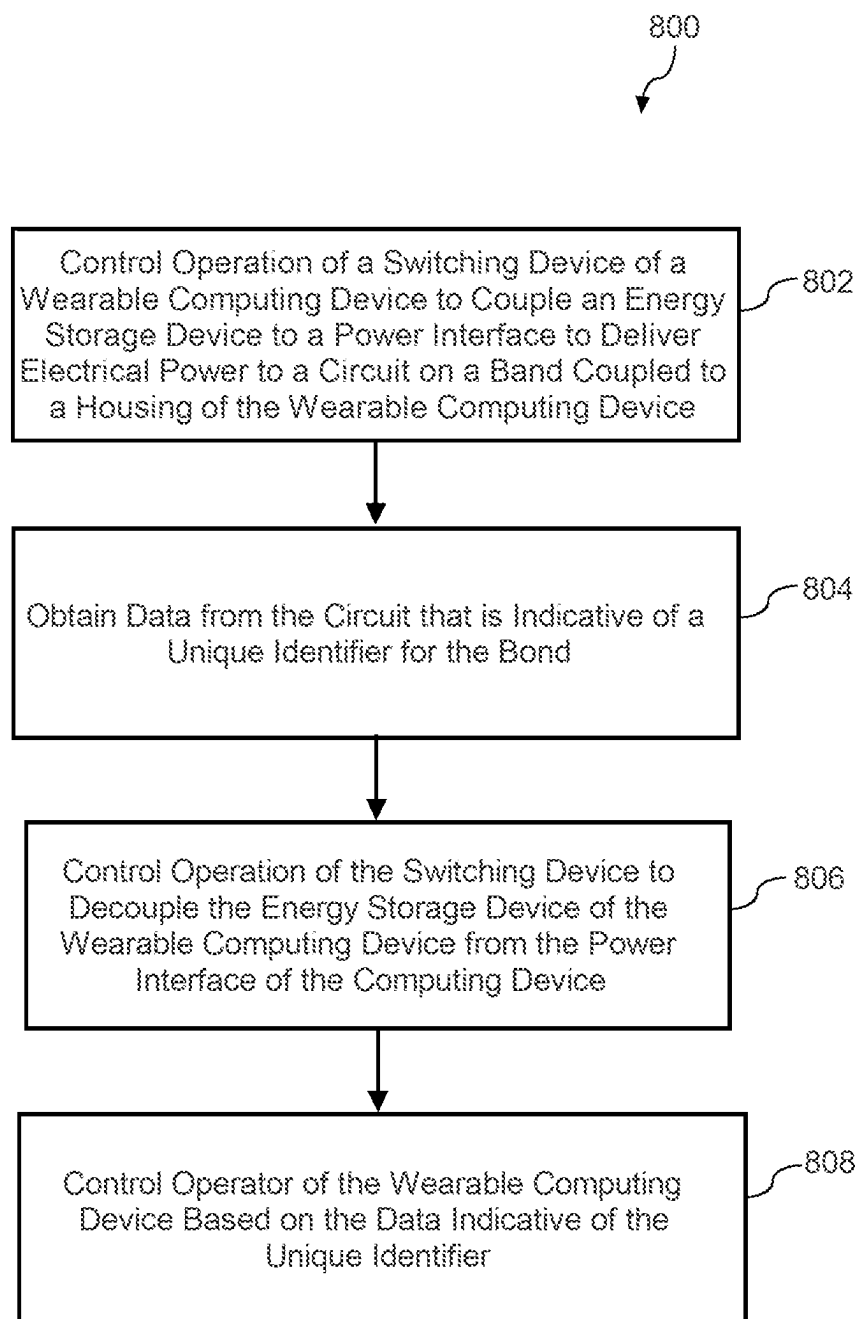 800
Control Operation of a Switching Device of a
Wearable Computing Device to Couple an Energy
Storage Device to a Power Interface to Deliver
Electrical Power to a Circuit on a Band Coupled to
a Housing of the Wearable Computing Device
802
Obtain Data from the Circuit that is Indicative of a
Unique Identifier for the Bond
804
Control Operation of the Switching Device to
Decouple the Energy Storage Device of the
Wearable Computing Device from the Power
Interface of the Computing Device
806
Control Operator of the Wearable Computing
Device Based on the Data Indicative of the
Unique Identifier
808